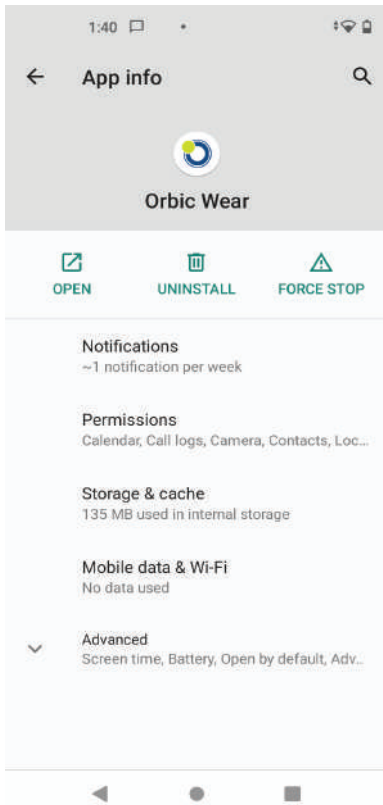 1:40
App info
Orbic Wear
OPEN UNINSTALL FORCE STOP
Notifications
~1 notification per week
Permissions
Calendar, Call logs, Camera, Contacts, Loc...
Storage & cache
135 MB used in internal storage
Mobile data & Wi-Fi
No data used
Advanced
Screen time, Battery, Open by default, Adv..